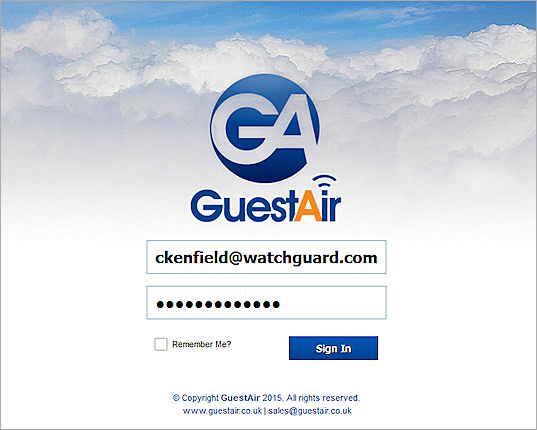 GA
GuestAir
ckenfield@watchguard.com
•••••••••••••
Remember Me?
Sign In
© Copyright GuestAir 2015. All rights reserved.
www.guestair.co.uk | sales@guestair.co.uk